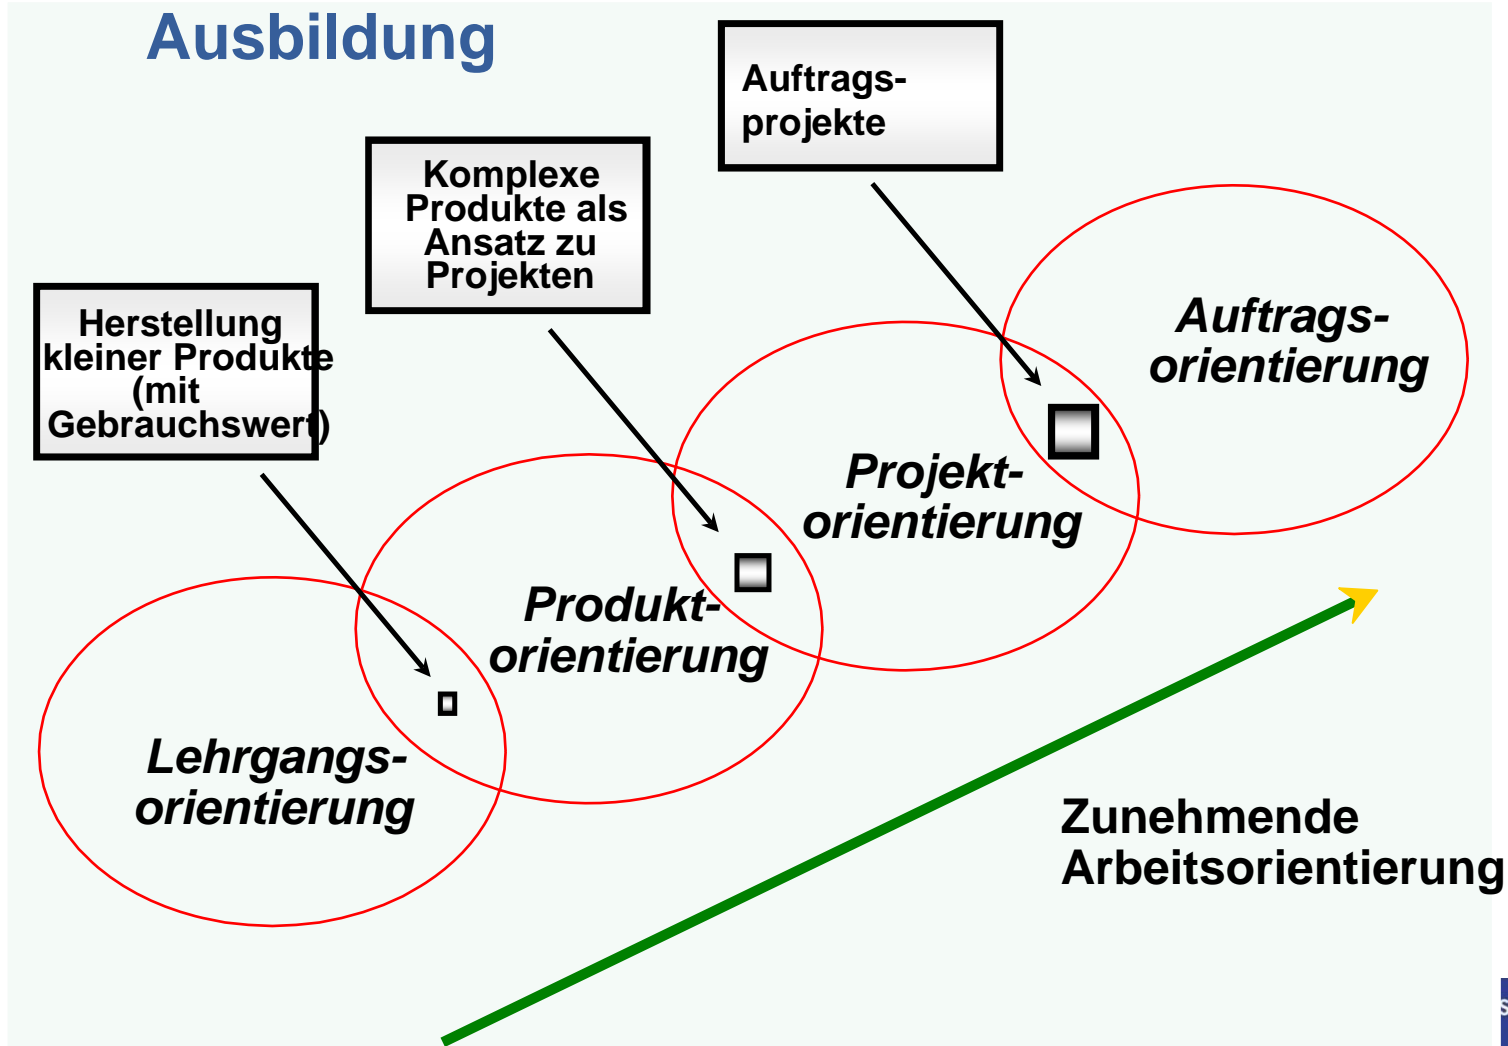 Ausbildung
Auftrags-
projekte
Komplexe
Produkte als
Ansatz zu
Projekten
Herstellung
kleiner Produkte
(mit
Gebrauchswert)
Auftrags-
orientierung
Projekt-
orientierung
Produkt-
orientierung
Lehrgangs-
orientierung
Zunehmende
Arbeitsorientierung